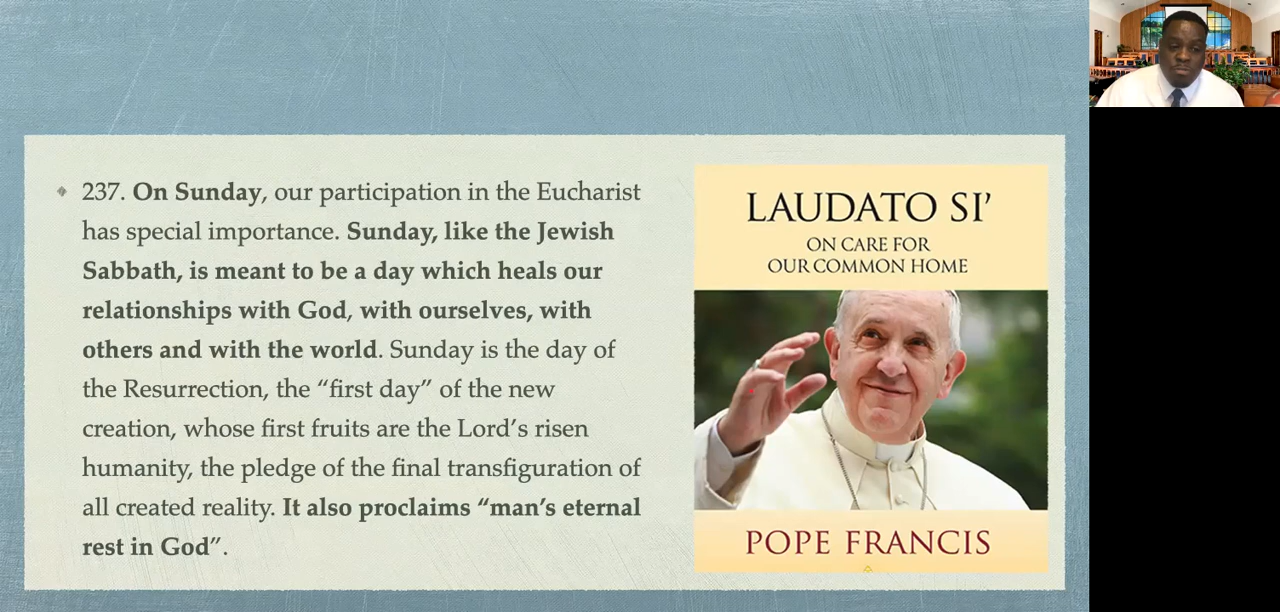 237. On Sunday, our participation in the Eucharist
has special importance. Sunday, like the Jewish
Sabbath, is meant to be a day which heals our
relationships with God, with ourselves, with
others and with the world. Sunday is the day of
the Resurrection, the “first day” of the new
creation, whose first fruits are the Lord’s risen
humanity, the pledge of the final transfiguration of
all created reality. It also proclaims “man’s eternal
rest in God”.
LAUDATO SI’
ON CARE FOR
OUR COMMON HOME
POPE FRANCIS